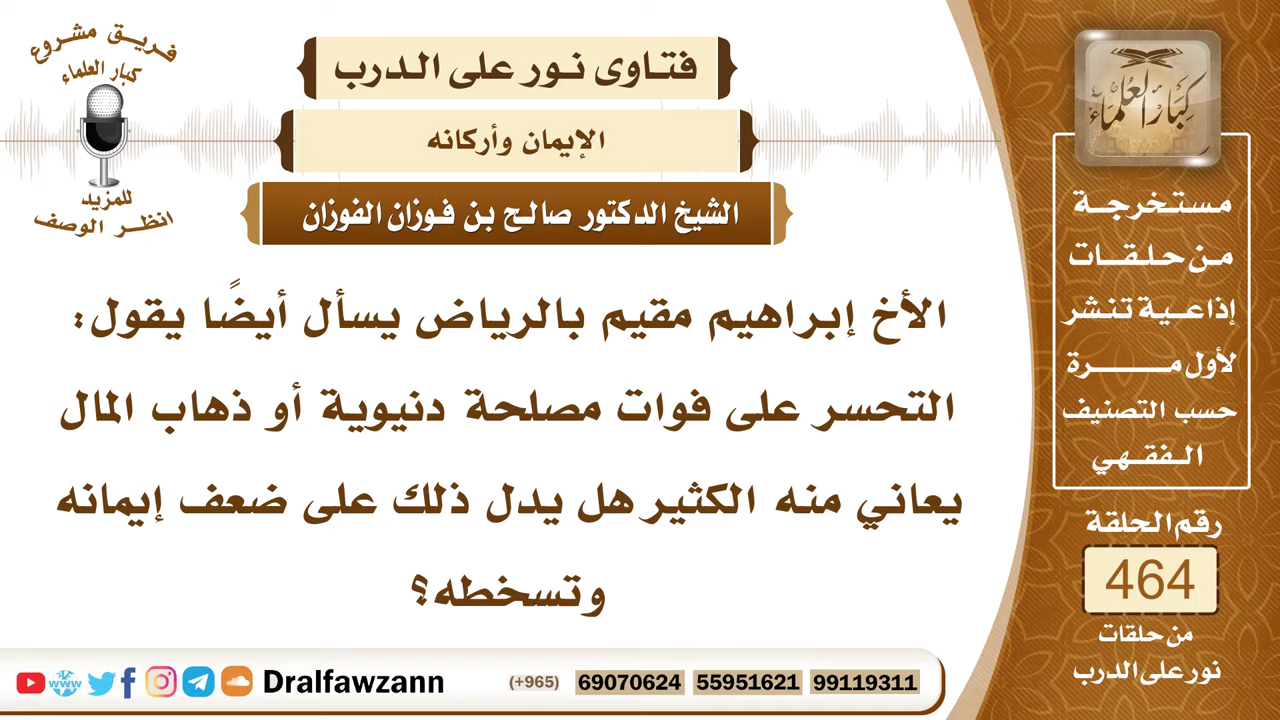 فريق مشروع
كبار العلماء
للمزيد
انظر الوصف
فتاوى نور على الدرب
الإيمان وأركانه
الشيخ الدكتور صالح بن فوزان الفوزان
الأخ إبراهيم مقيم بالرياض يسأل أيضًا يقول:
التحسر على فوات مصلحة دنيوية أو ذهاب المال
يعاني منه الكثير هل يدل ذلك على ضعف إيمانه
وتسخطه؟
كبار العلماء
مستخرجة
من حلقات
إذاعية تنشر
لأول مرة
حسب التصنيف
الفقهي
رقم الحلقة
464
من حلقات
نور على الدرب
www Dralfawzann (+965) 69070624 55951621 99119311